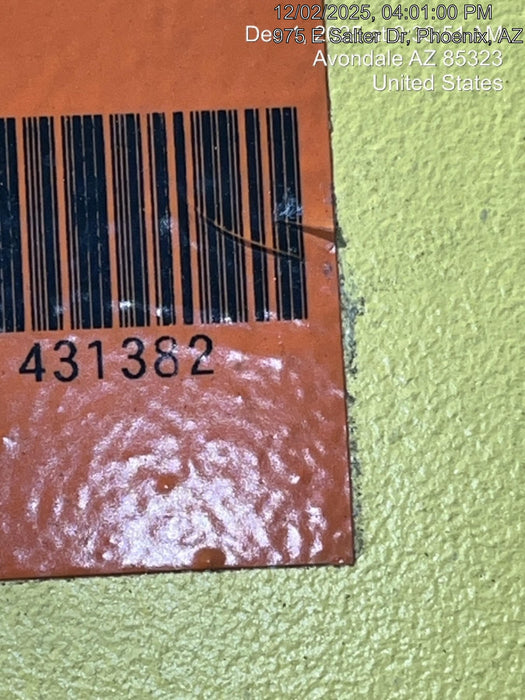 12/02/2025, 04:01:00 PM
975 E Salter Dr, Phoenix, AZ
Avondale AZ 85323
United States
431382